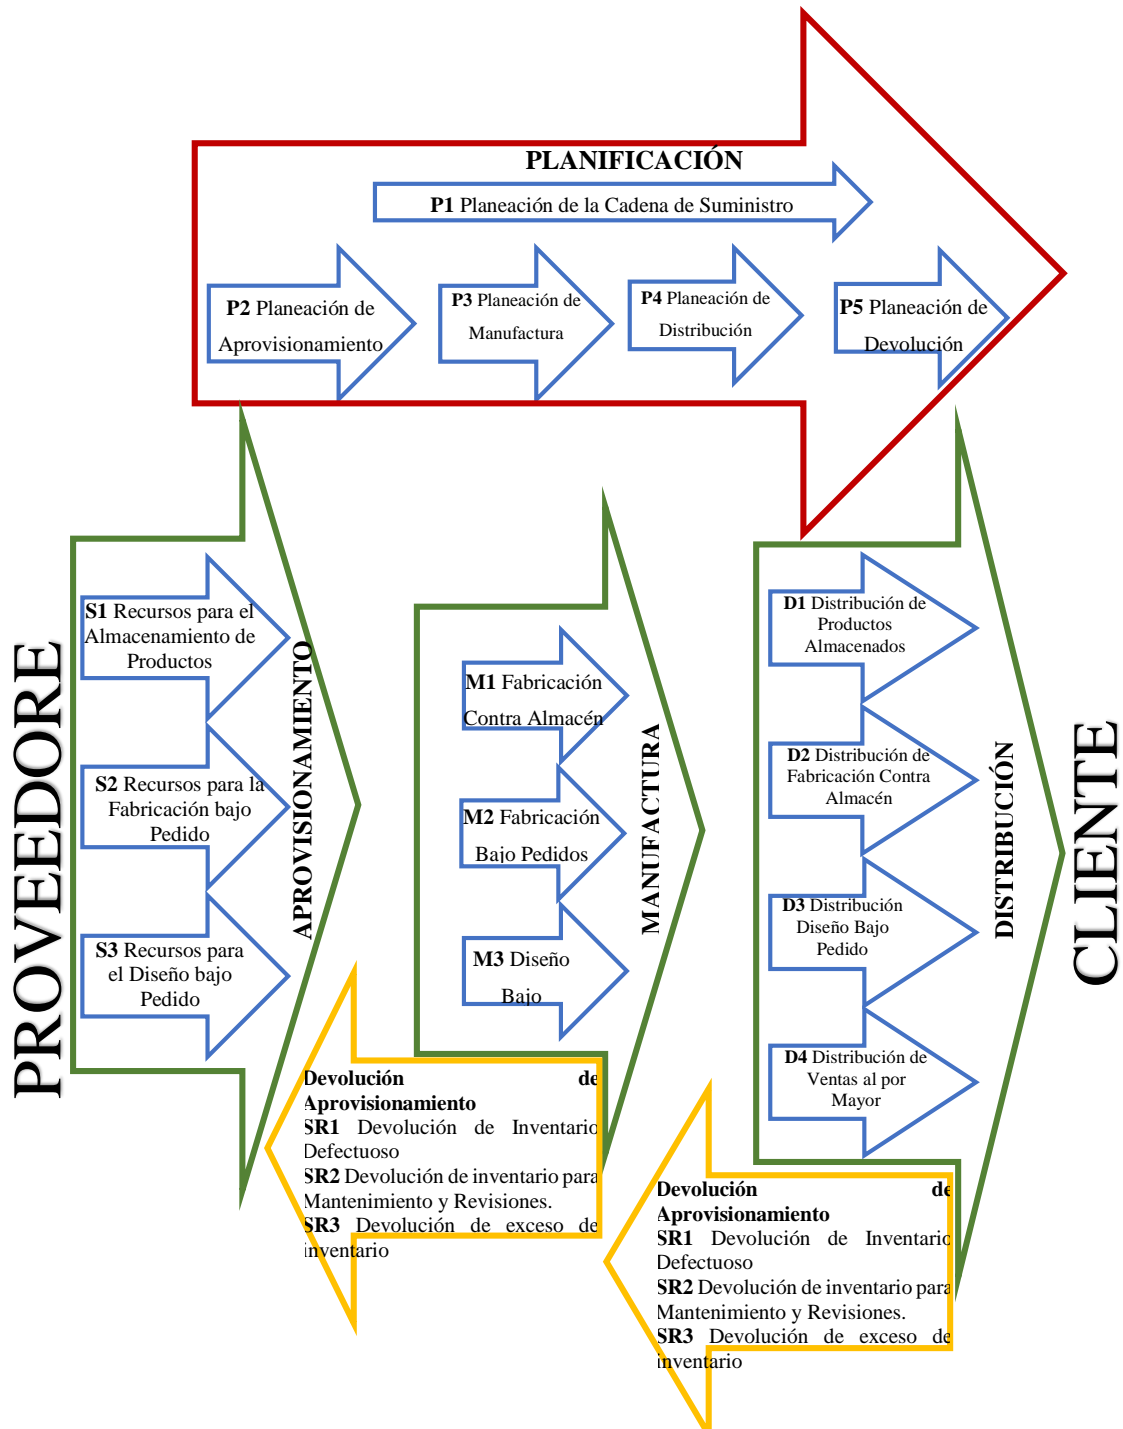 PLANIFICACIÓN
P1 Planeación de la Cadena de Suministro
P2 Planeación de
Aprovisionamiento
P3 Planeación de
Manufactura
P4 Planeación de
Distribución
P5 Planeación de
Devolución
PROVEEDORE
S1 Recursos para el
Almacenamiento de
Productos
S2 Recursos para la
Fabricación bajo
Pedido
S3 Recursos para
el Diseño bajo
Pedido
APROVISIONAMIENTO
M1 Fabricación
Contra Almacén
M2 Fabricación
Bajo Pedidos
M3 Diseño
Bajo
MANUFACTURA
D1 Distribución de
Productos
Almacenados
D2 Distribución de
Fabricación Contra
Almacén
D3 Distribución
Diseño Bajo
Pedido
D4 Distribución de
Ventas al por
Mayor
DISTRIBUCIÓN
CLIENTE
Devolución de
Aprovisionamiento
SR1 Devolución de Inventario
Defectuoso
SR2 Devolución de inventario para
Mantenimiento y Revisiones.
SR3 Devolución de exceso de
inventario
Devolución de
Aprovisionamiento
SR1 Devolución de Inventario
Defectuoso
SR2 Devolución de inventario para
Mantenimiento y Revisiones.
SR3 Devolución de exceso de
inventario